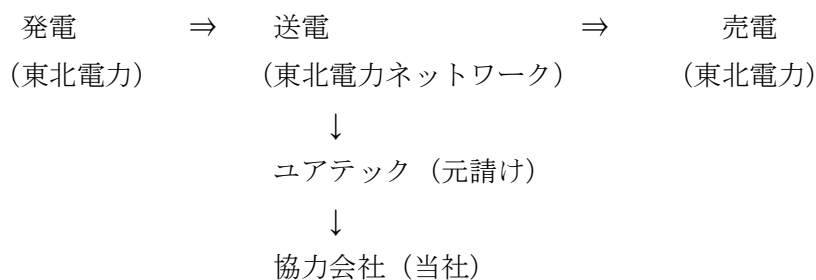 発電 ⇒ 送電 ⇒ 売電
（東北電力） （東北電力ネットワーク） （東北電力）
↓
ユアテック（元請け）
↓
協力会社（当社）